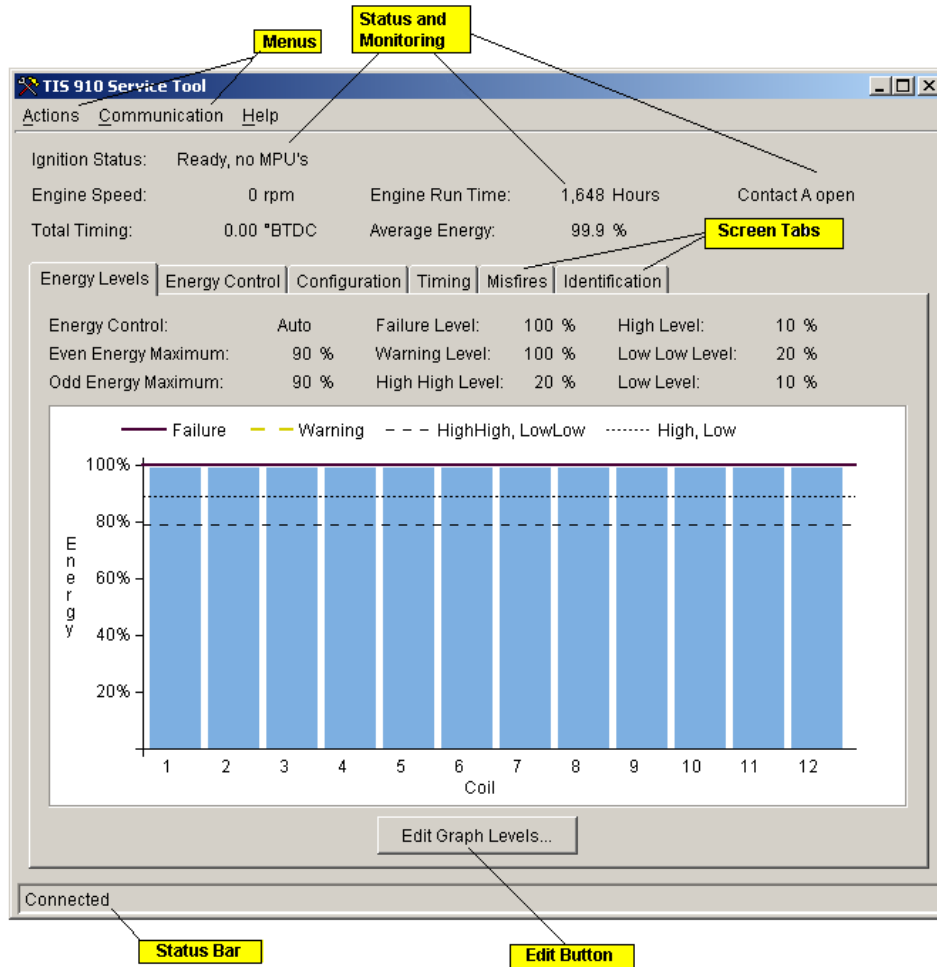 Status and
Monitoring
Menus
TIS 910 Service Tool
Actions Communication Help
Ignition Status: Ready, no MPU's
Engine Speed: 0 rpm Engine Run Time: 1,648 Hours Contact A open
Total Timing: 0.00 °BTDC Average Energy: 99.9 %
Screen Tabs
Energy Levels Energy Control Configuration Timing Misfires Identification
Energy Control: Auto Failure Level: 100 % High Level: 10 %
Even Energy Maximum: 90 % Warning Level: 100 % Low Low Level: 20 %
Odd Energy Maximum: 90 % High High Level: 20 % Low Level: 10 %
Failure Warning HighHigh, LowLow High, Low
100%
80%
60%
40%
20%
Energy
1 2 3 4 5 6 7 8 9 10 11 12
Coil
Edit Graph Levels...
Connected
Status Bar
Edit Button